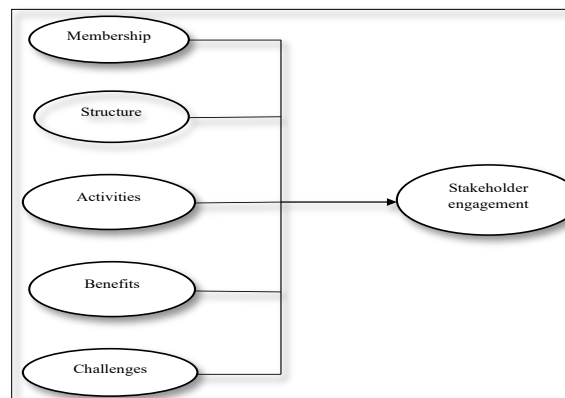 Membership
Structure
Activities
Stakeholder
engagement
Benefits
Challenges